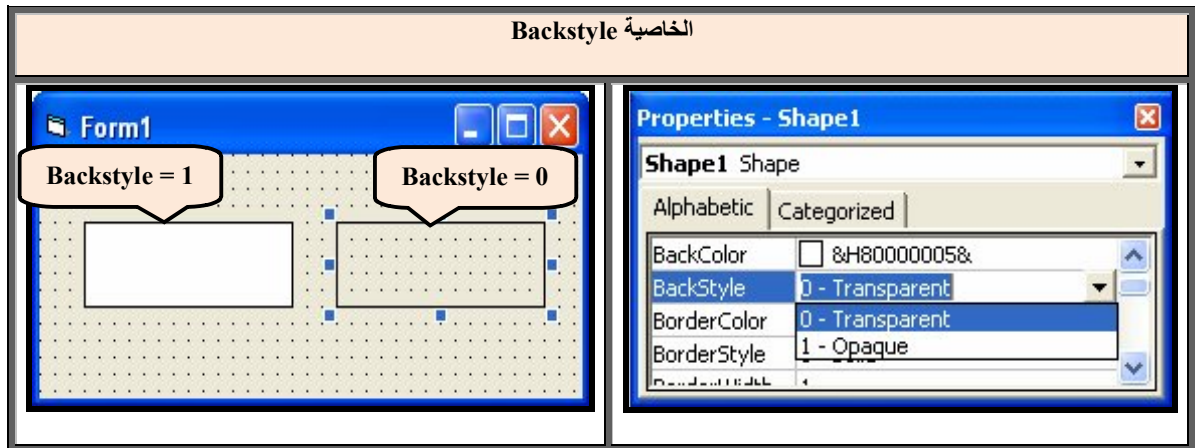 الخاصية Backstyle
Form1
Backstyle = 1
Backstyle = 0
Properties - Shape1
Shape1 Shape
Alphabetic
Categorized
BackColor &H80000005&
BackStyle 0 - Transparent
BorderColor 0 - Transparent
BorderStyle 1 - Opaque